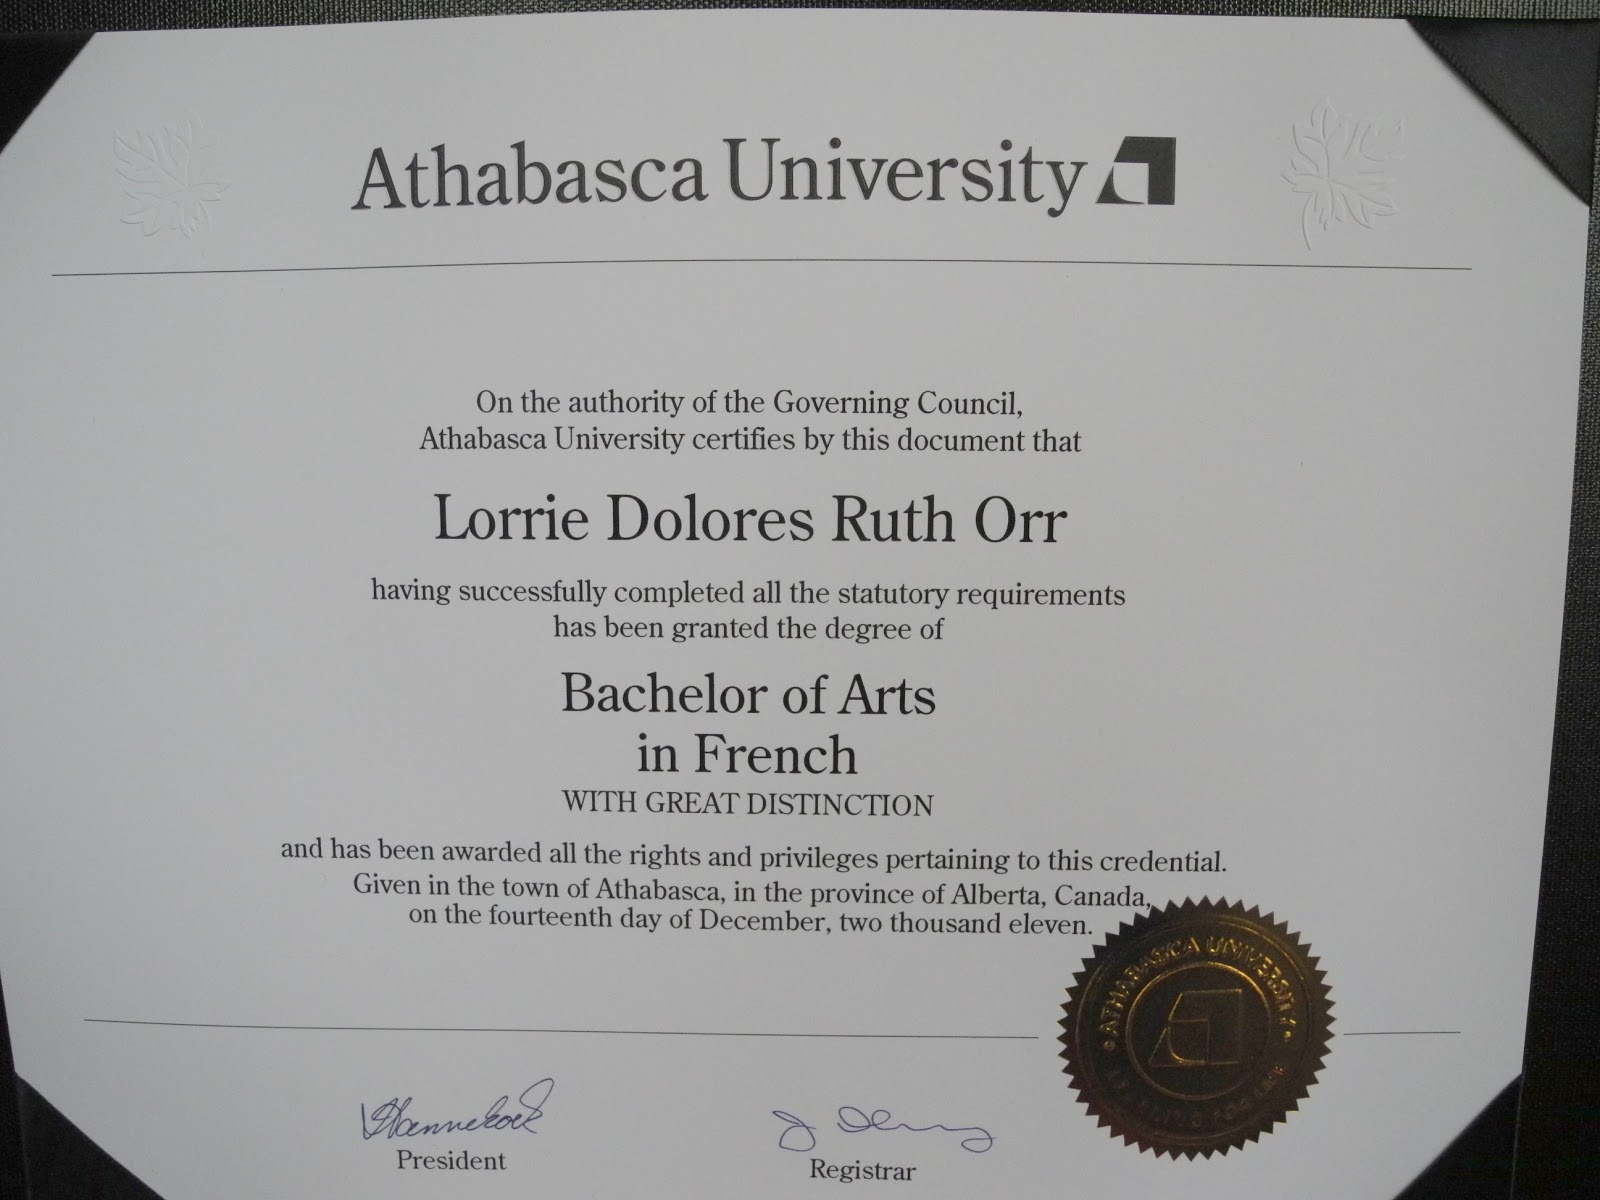 Athabasca University
On the authority of the Governing Council,
Athabasca University certifies by this document that
Lorrie Dolores Ruth Orr
having successfully completed all the statutory requirements
has been granted the degree of
Bachelor of Arts
in French
WITH GREAT DISTINCTION
and has been awarded all the rights and privileges pertaining to this credential.
Given in the town of Athabasca, in the province of Alberta, Canada,
on the fourteenth day of December, two thousand eleven.
• ATHABASCA UNIVERSITY •
President
Registrar